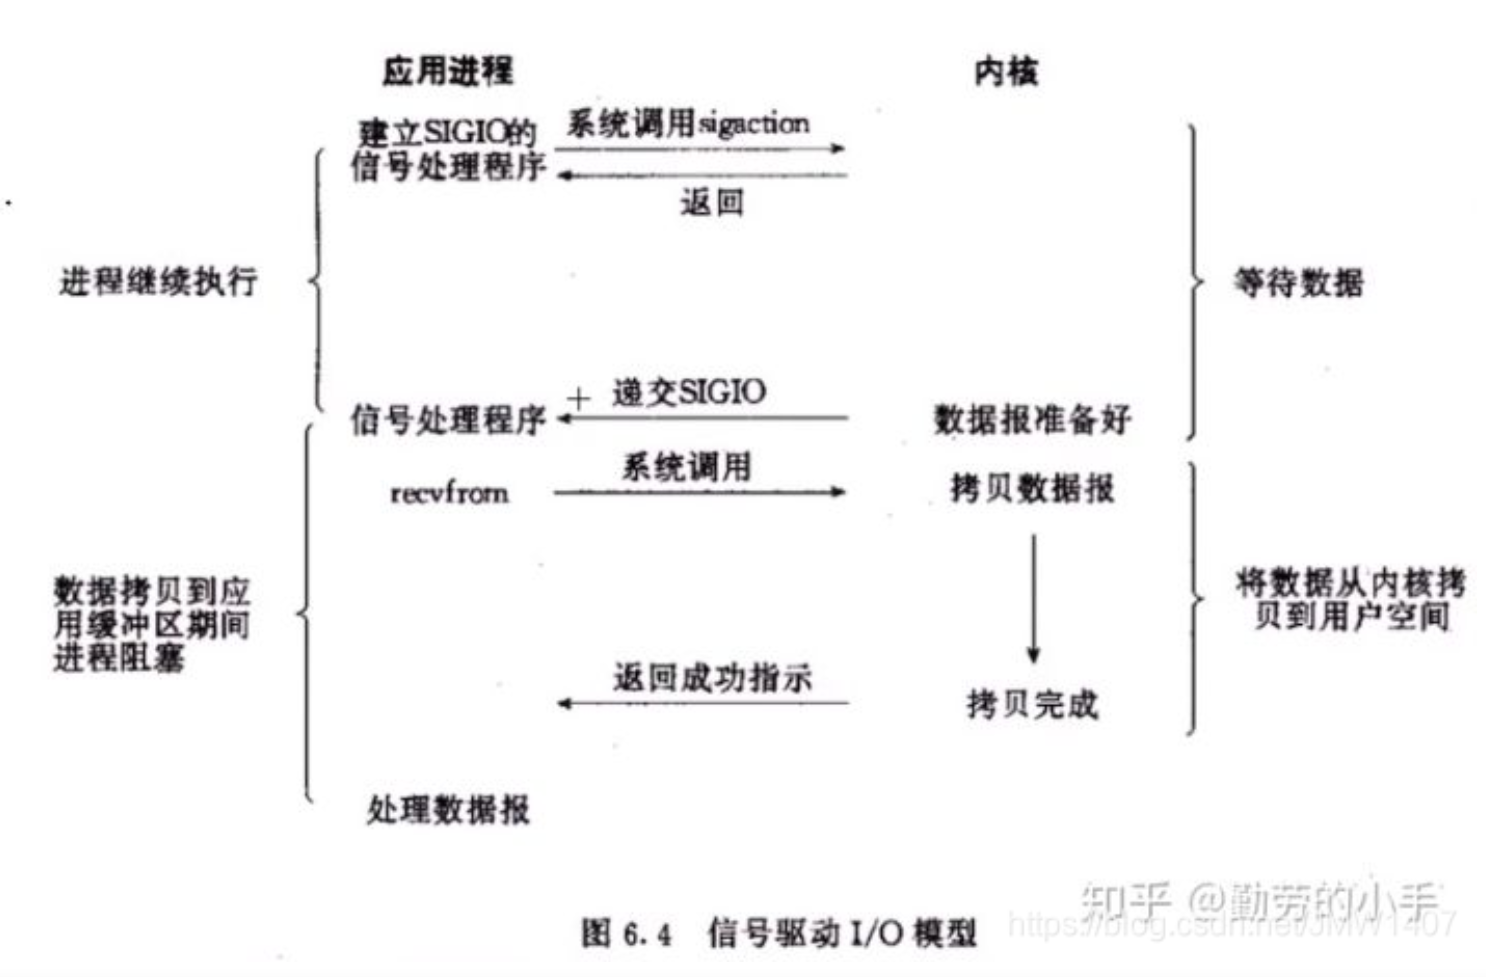 应用进程
内核
建立SIGIO的
信号处理程序
系统调用sigaction
返回
进程继续执行
等待数据
递交SIGIO
信号处理程序
数据报准备好
系统调用
recvfrom
拷贝数据报
数据拷贝到应
用缓冲区期间
进程阻塞
将数据从内核拷
贝到用户空间
返回成功指示
拷贝完成
处理数据报
图 6.4 信号驱动 I/O 模型
知乎 @勤劳的小手
https://blog.csdn.net/JMW1407